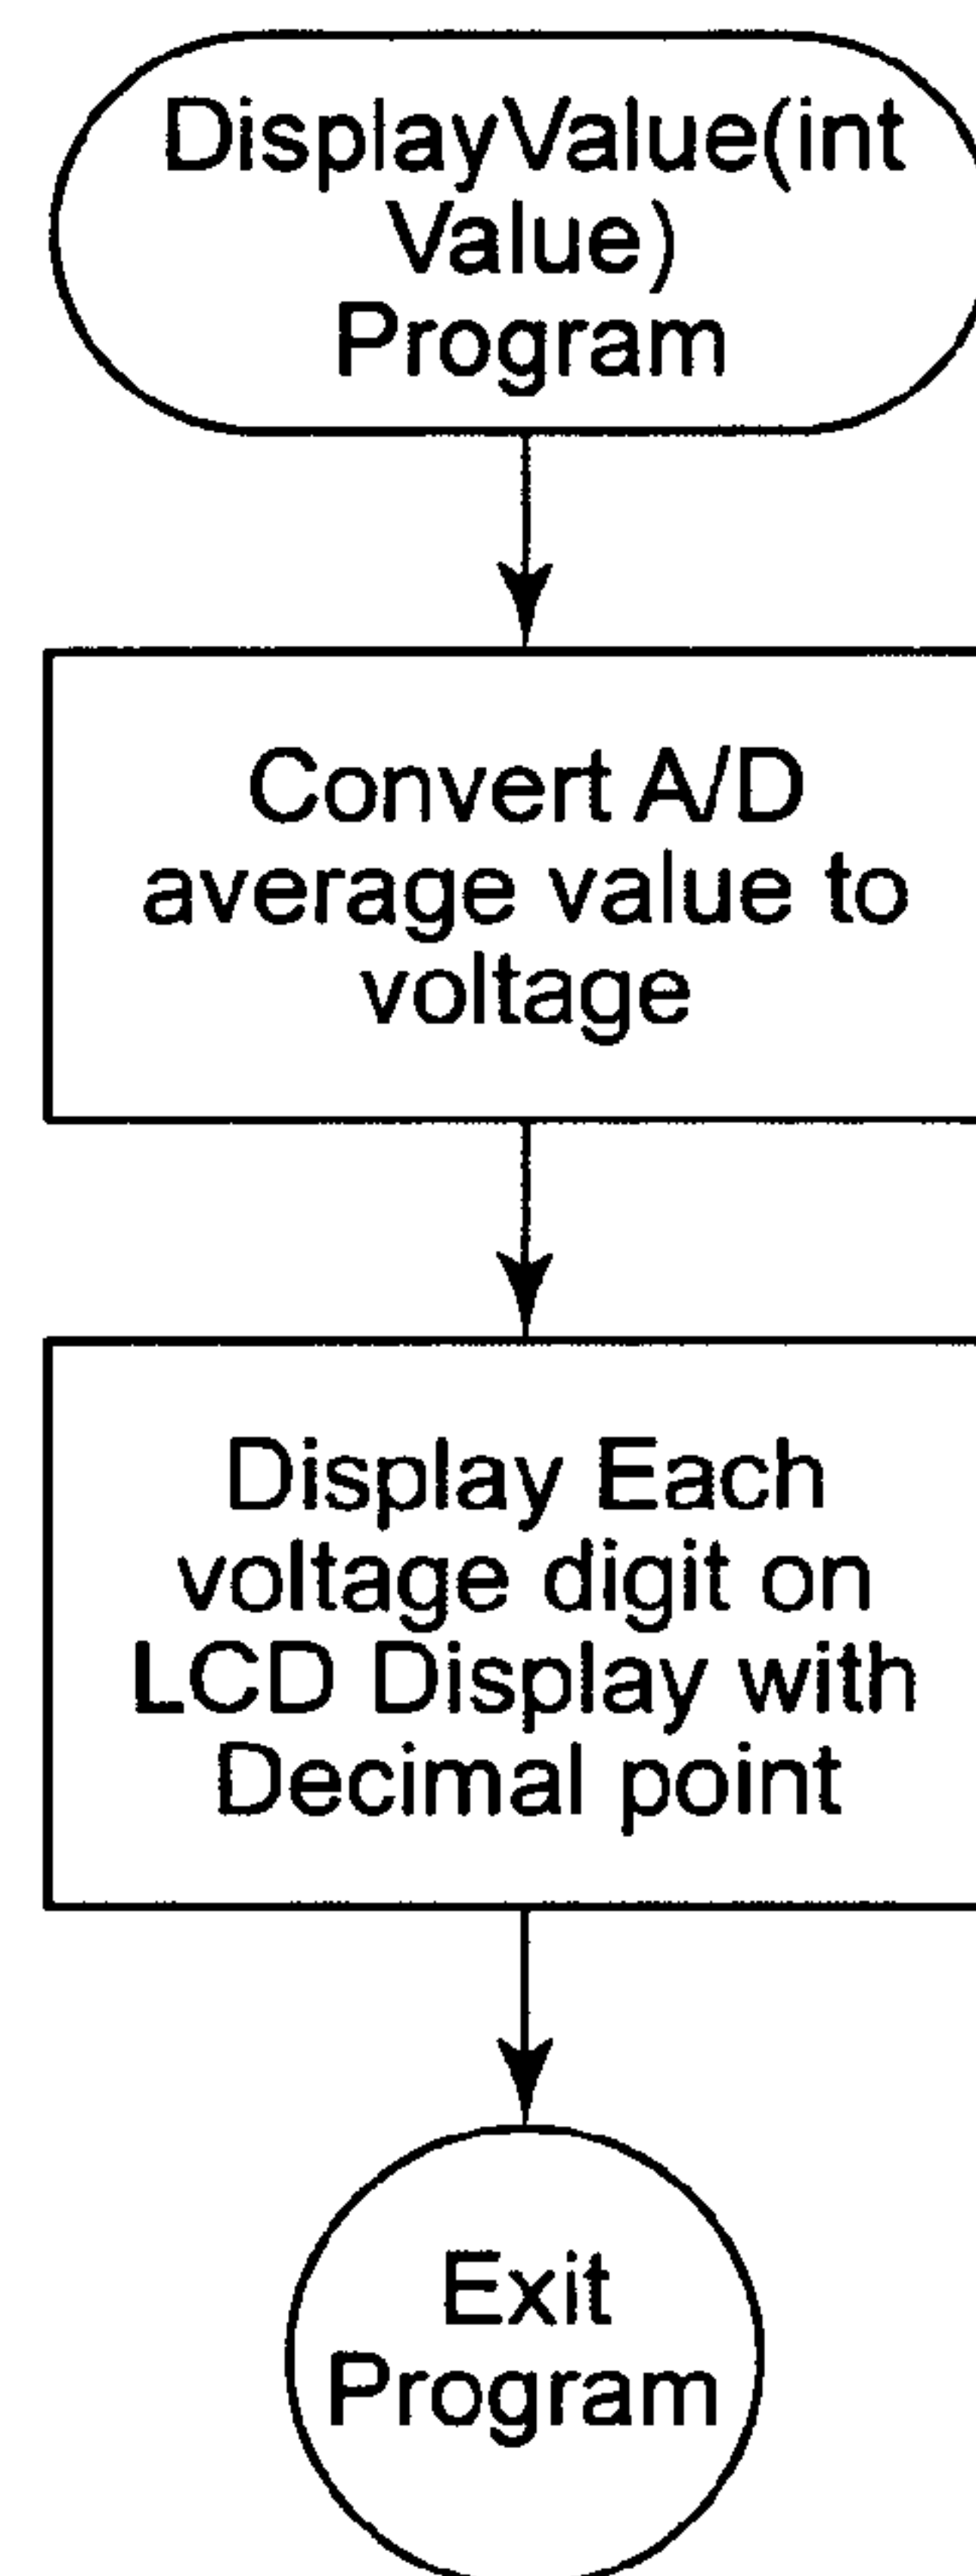 DisplayValue(int
Value)
Program
Convert A/D
average value to
voltage
Display Each
voltage digit on
LCD Display with
Decimal point
Exit
Program